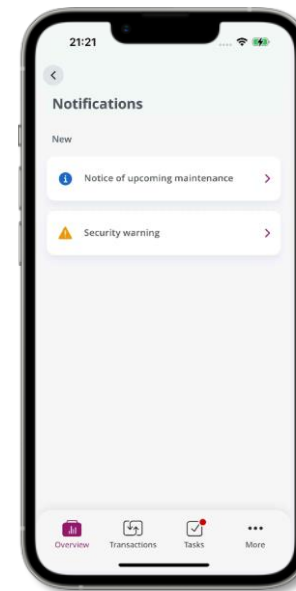 21:21
Notifications
New
Notice of upcoming maintenance
Security warning
Overview Transactions Tasks More